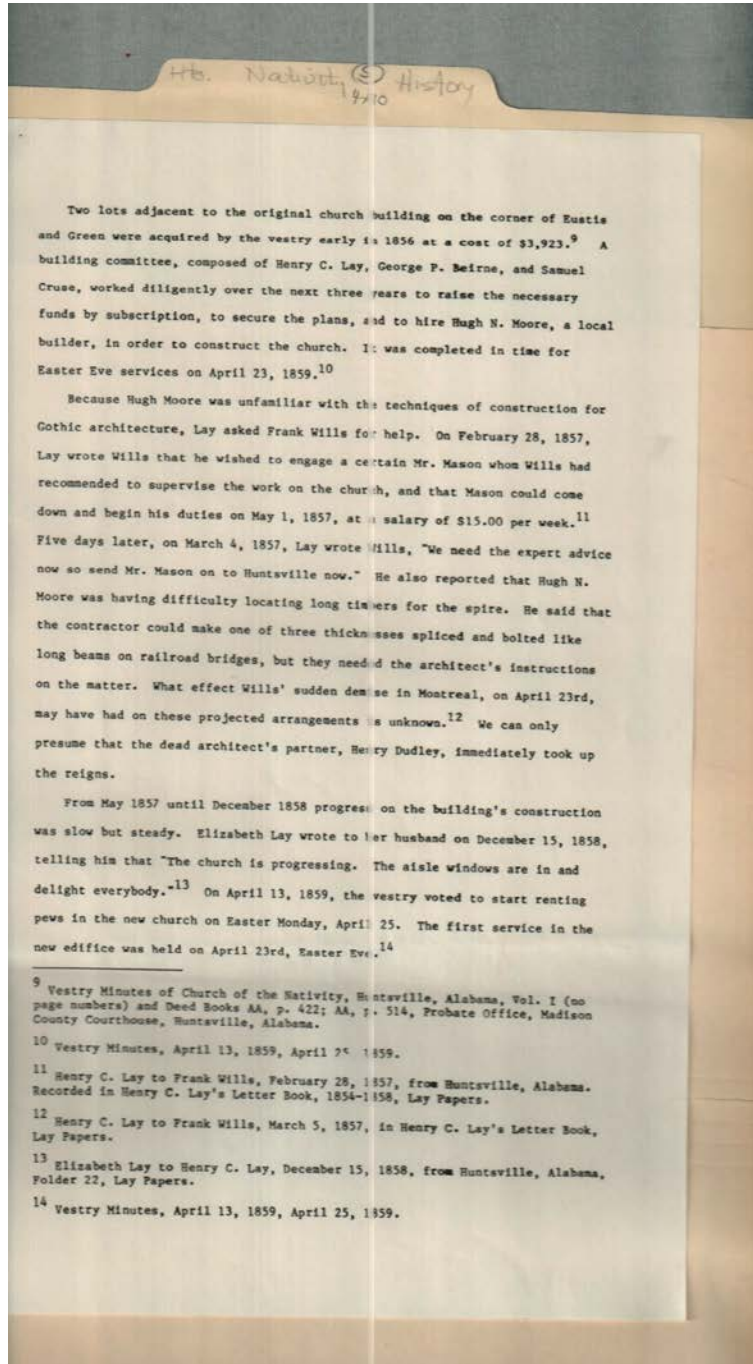 Hts. Nativity (5) History
9x10
Two lots adjacent to the original church building on the corner of Eustis
and Green were acquired by the vestry early in 1856 at a cost of $3,923.9 A
building committee, composed of Henry C. Lay, George P. Beirne, and Samuel
Cruse, worked diligently over the next three years to raise the necessary
funds by subscription, to secure the plans, and to hire Hugh N. Moore, a local
builder, in order to construct the church. It was completed in time for
Easter Eve services on April 23, 1859.10
Because Hugh Moore was unfamiliar with the techniques of construction for
Gothic architecture, Lay asked Frank Wills for help. On February 28, 1857,
Lay wrote Wills that he wished to engage a certain Mr. Mason whom Wills had
recommended to supervise the work on the church, and that Mason could come
down and begin his duties on May 1, 1857, at a salary of $15.00 per week.11
Five days later, on March 4, 1857, Lay wrote Wills, "We need the expert advice
now so send Mr. Mason on to Huntsville now." He also reported that Hugh N.
Moore was having difficulty locating long timbers for the spire. He said that
the contractor could make one of three thicknesses spliced and bolted like
long beams on railroad bridges, but they needed the architect's instructions
on the matter. What effect Wills' sudden demise in Montreal, on April 23rd,
may have had on these projected arrangements is unknown.12 We can only
presume that the dead architect's partner, Henry Dudley, immediately took up
the reigns.
From May 1857 until December 1858 progress on the building's construction
was slow but steady. Elizabeth Lay wrote to her husband on December 15, 1858,
telling him that "The church is progressing. The aisle windows are in and
delight everybody."13 On April 13, 1859, the vestry voted to start renting
pews in the new church on Easter Monday, April 25. The first service in the
new edifice was held on April 23rd, Easter Eve.14
9 Vestry Minutes of Church of the Nativity, Huntsville, Alabama, Vol. I (no
page numbers) and Deed Books AA, p. 422; AA, p. 514, Probate Office, Madison
County Courthouse, Huntsville, Alabama.
10 Vestry Minutes, April 13, 1859, April 25 1859.
11 Henry C. Lay to Frank Wills, February 28, 1857, from Huntsville, Alabama.
Recorded in Henry C. Lay's Letter Book, 1854-1858, Lay Papers.
12 Henry C. Lay to Frank Wills, March 5, 1857, in Henry C. Lay's Letter Book,
Lay Papers.
13 Elizabeth Lay to Henry C. Lay, December 15, 1858, from Huntsville, Alabama,
Folder 22, Lay Papers.
14 Vestry Minutes, April 13, 1859, April 25, 1859.